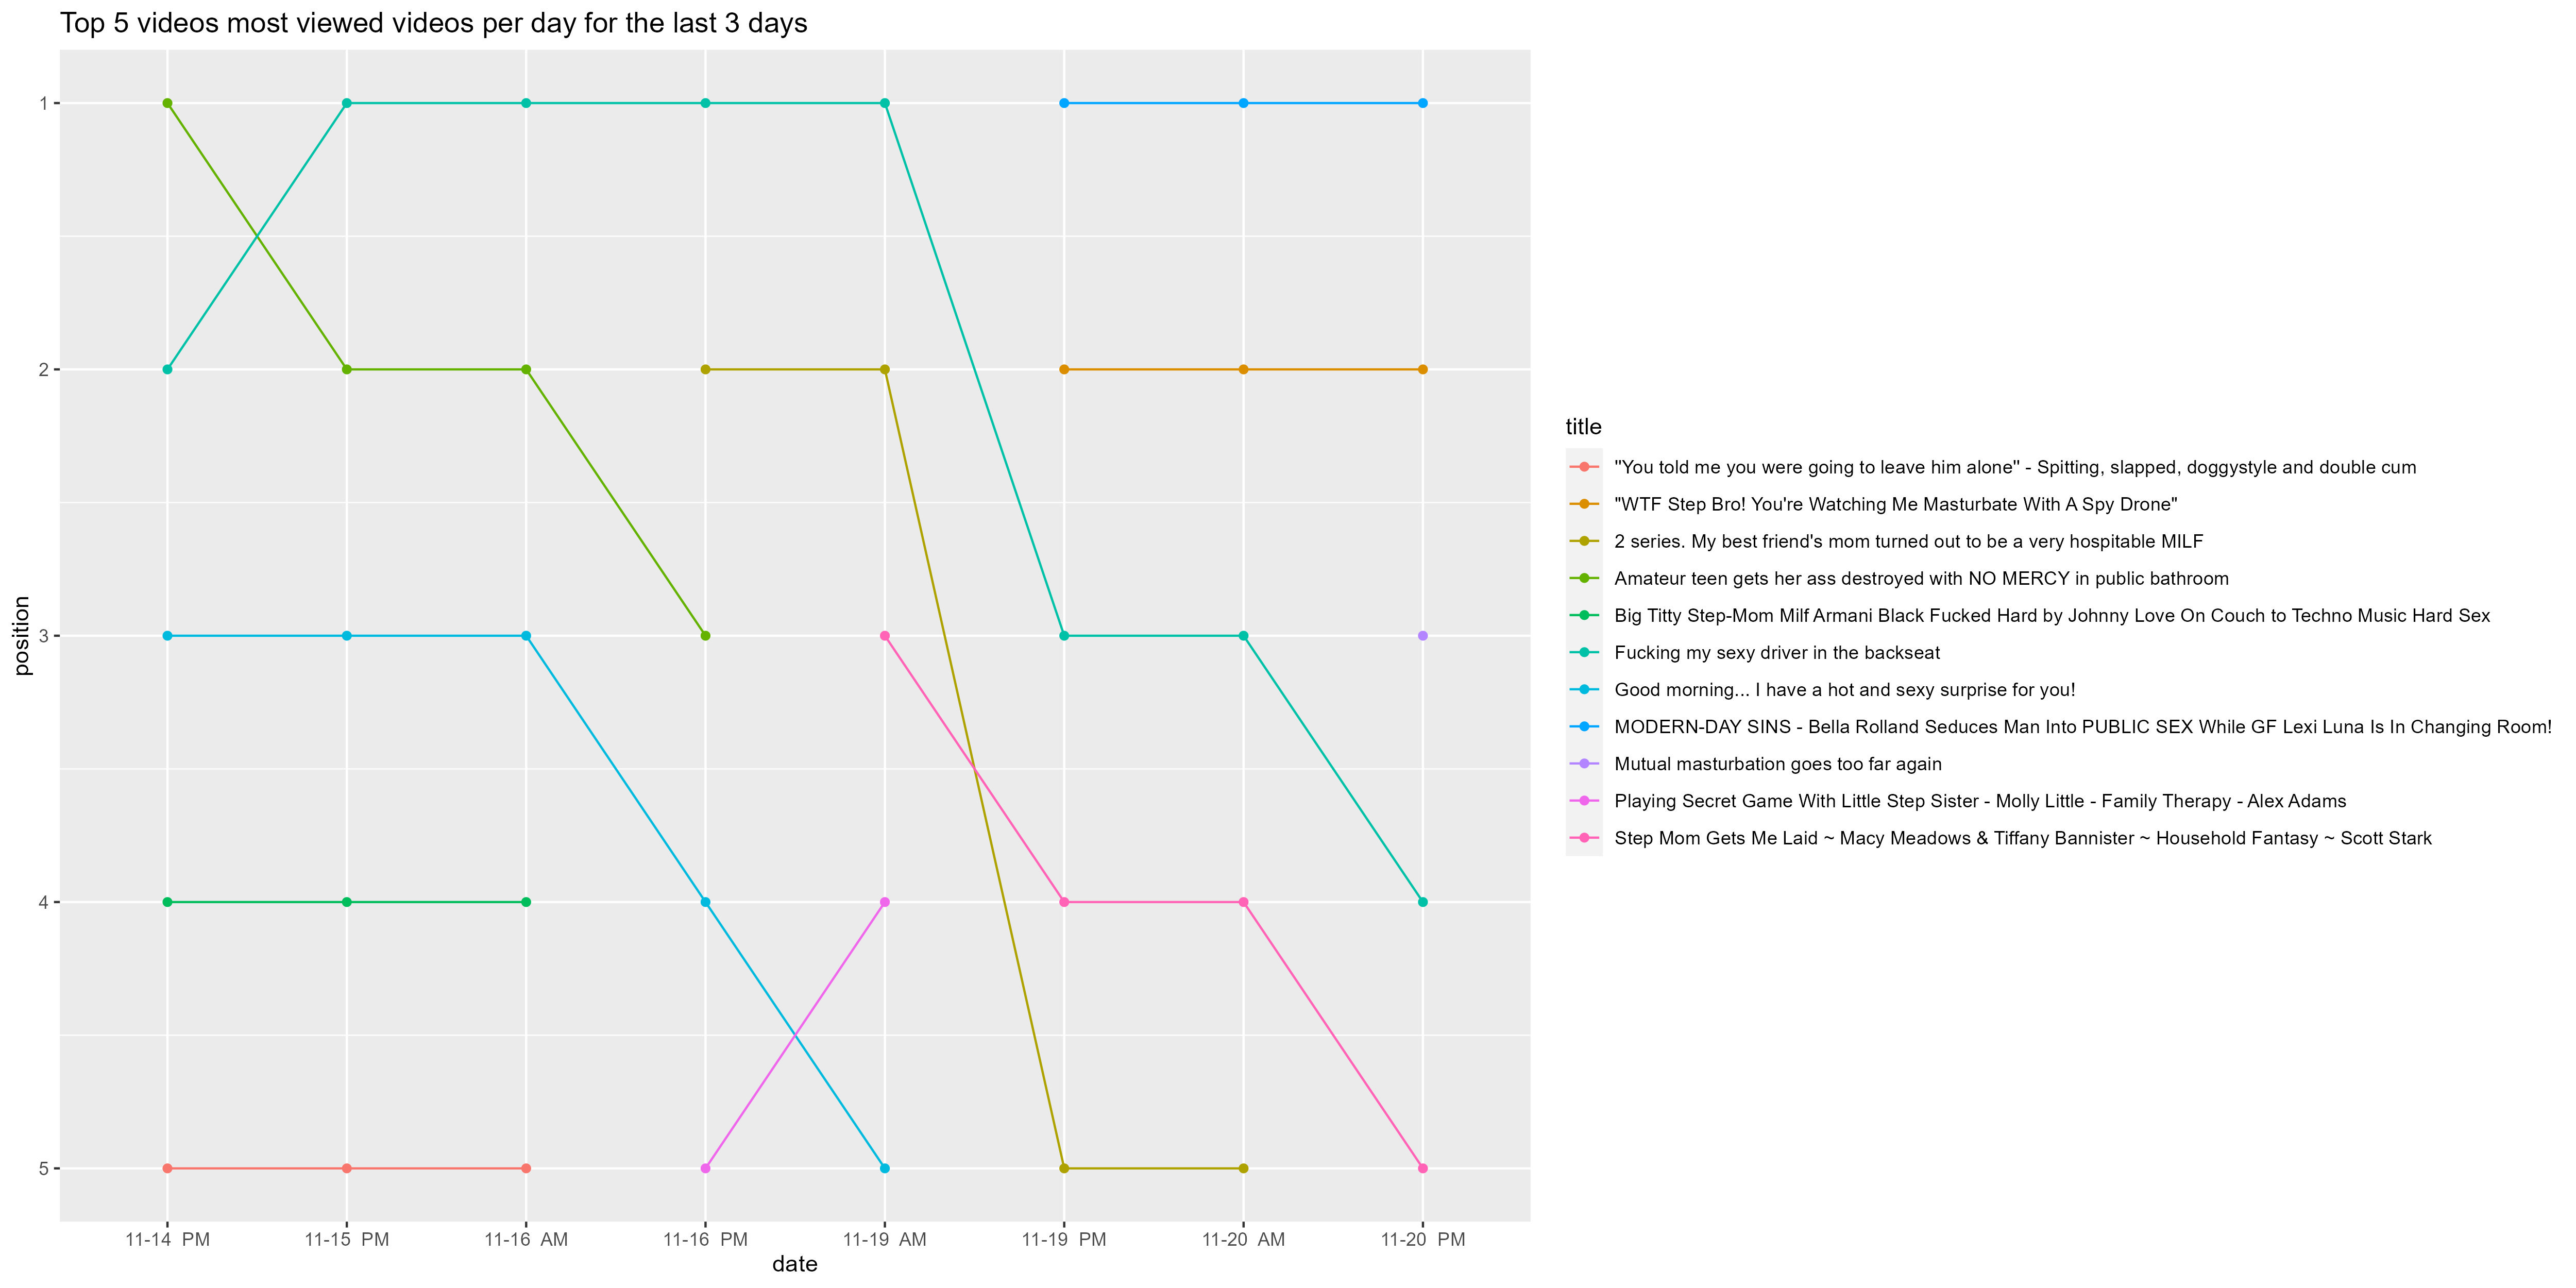 Top 5 videos most viewed videos per day for the last 3 days
position
1
2
3
4
5
11-14 PM
11-15 PM
11-16 AM
11-16 PM
11-19 AM
11-19 PM
11-20 AM
11-20 PM
date
title
"You told me you were going to leave him alone" - Spitting, slapped, doggystyle and double cum
"WTF Step Bro! You're Watching Me Masturbate With A Spy Drone"
2 series. My best friend's mom turned out to be a very hospitable MILF
Amateur teen gets her ass destroyed with NO MERCY in public bathroom
Big Titty Step-Mom Milf Armani Black Fucked Hard by Johnny Love On Couch to Techno Music Hard Sex
Fucking my sexy driver in the backseat
Good morning... I have a hot and sexy surprise for you!
MODERN-DAY SINS - Bella Rolland Seduces Man Into PUBLIC SEX While GF Lexi Luna Is In Changing Room!
Mutual masturbation goes too far again
Playing Secret Game With Little Step Sister - Molly Little - Family Therapy - Alex Adams
Step Mom Gets Me Laid ~ Macy Meadows & Tiffany Bannister ~ Household Fantasy ~ Scott Stark